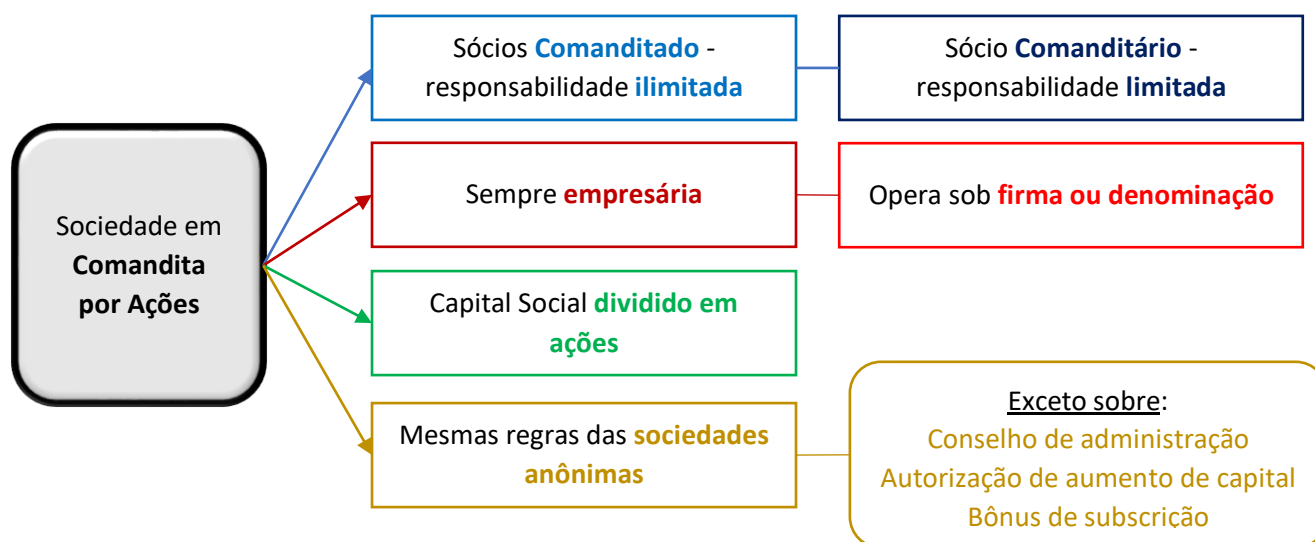 Sociedade em
Comandita
por Ações
Sócios Comanditado -
responsabilidade ilimitada
Sócio Comanditário -
responsabilidade limitada
Sempre empresária
Opera sob firma ou denominação
Capital Social dividido em
ações
Mesmas regras das sociedades
anônimas
Exceto sobre:
Conselho de administração
Autorização de aumento de capital
Bônus de subscrição